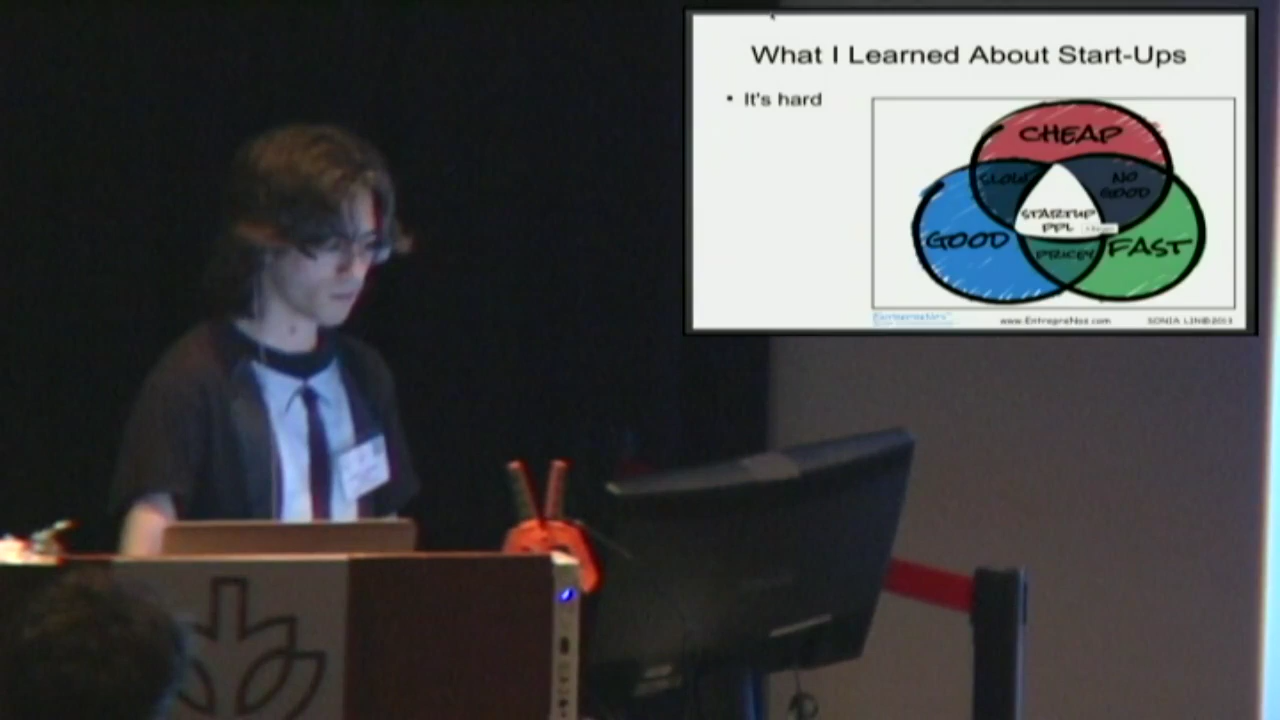 What I Learned About Start-Ups
• It's hard
CHEAP
SLOW
NO
GOOD
STARTUP
PPL
GOOD
PRICEY
FAST
www.EntrepreNoz.com
SONIA LIN©2013